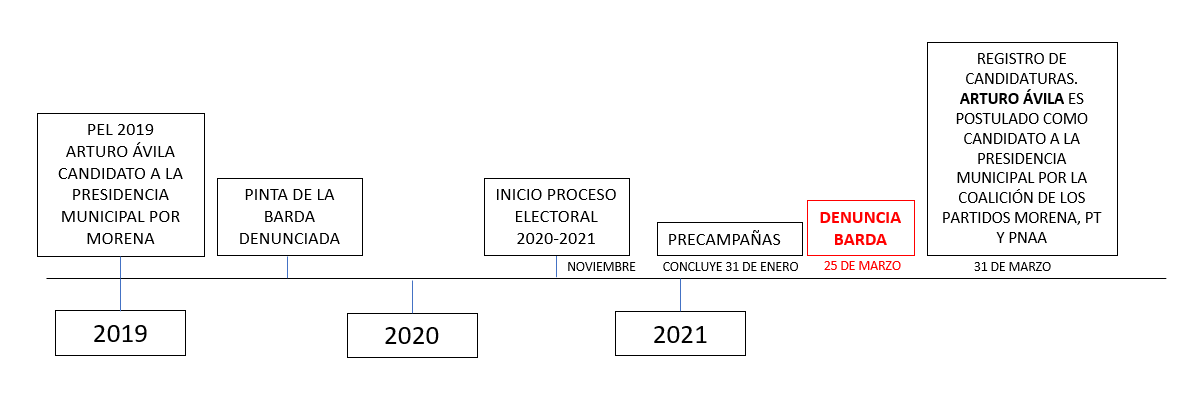 PEL 2019
ARTURO ÁVILA
CANDIDATO A LA
PRESIDENCIA
MUNICIPAL POR
MORENA
PINTA DE LA
BARDA
DENUNCIADA
INICIO PROCESO
ELECTORAL
2020-2021
NOVIEMBRE
PRECAMPAÑAS
CONCLUYE 31 DE ENERO
DENUNCIA
BARDA
25 DE MARZO
REGISTRO DE
CANDIDATURAS.
ARTURO ÁVILA ES
POSTULADO COMO
CANDIDATO A LA
PRESIDENCIA
MUNICIPAL POR LA
COALICIÓN DE LOS
PARTIDOS MORENA, PT
Y PNAA
31 DE MARZO
2019
2020
2021